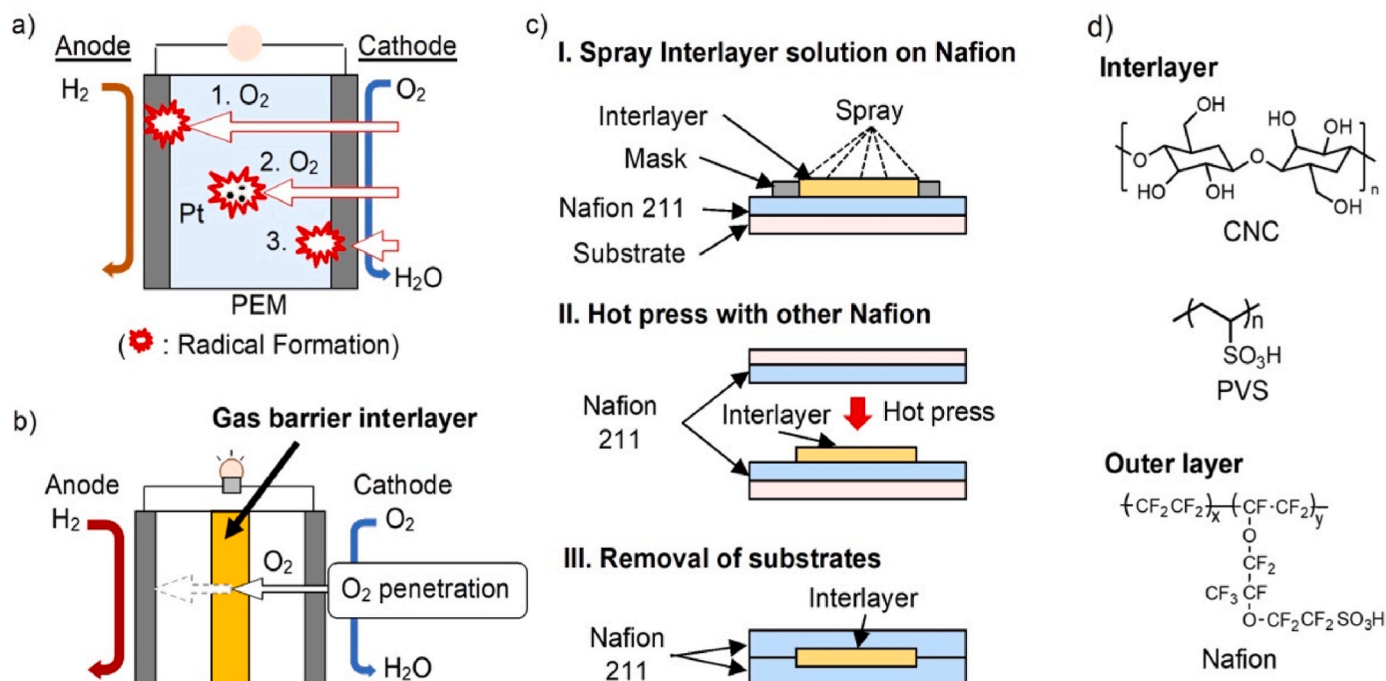 a)
Anode
Cathode
H2
1. O2
O2
2. O2
Pt
3.
H2O
PEM
( : Radical Formation)
b)
Gas barrier interlayer
Anode
Cathode
H2
O2
O2
O2 penetration
H2O
c)
I. Spray Interlayer solution on Nafion
Interlayer
Spray
Mask
Nafion 211
Substrate
II. Hot press with other Nafion
Nafion
211
Interlayer
Hot press
III. Removal of substrates
Interlayer
Nafion
211
d)
Interlayer
OH
OH
OH
O
O
OH
OH
OH
n
CNC
n
SO3H
PVS
Outer layer
(CF2CF2)x(CF-CF2)y
O
CF2
CF3 CF
O-CF2CF2SO3H
Nafion